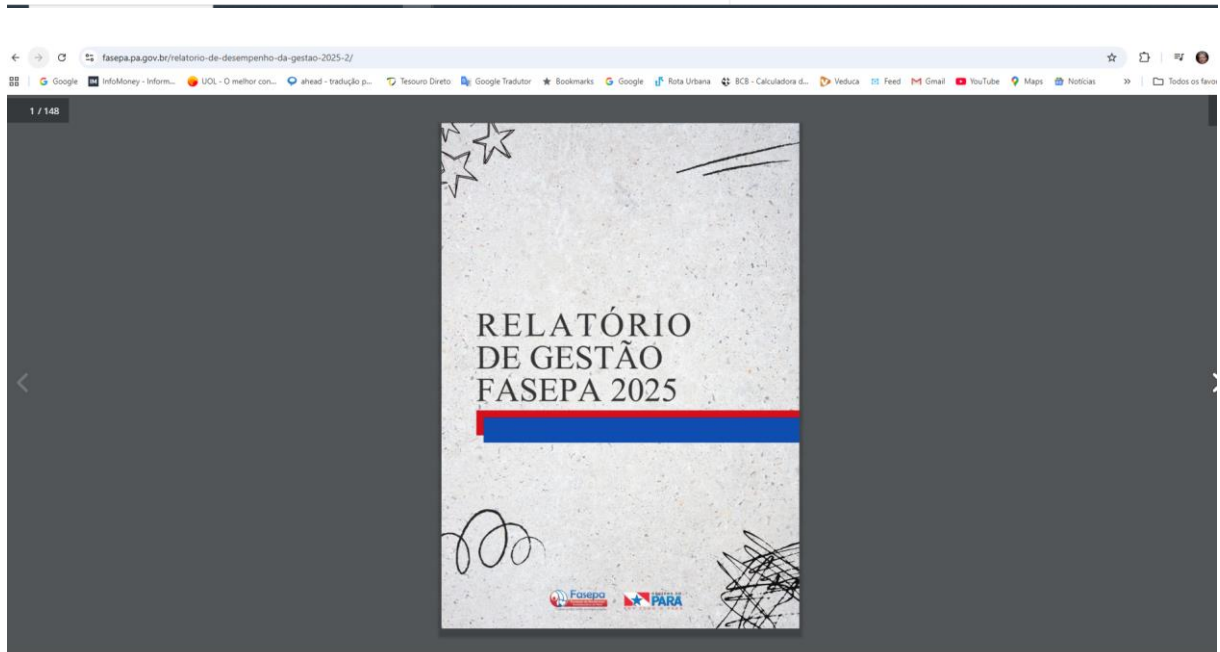 fasepa.pa.gov.br/relatorio-de-desempenho-da-gestao-2025-2/
Google InfoMoney - Inform... UOL - O melhor con... ahead - tradução p... Tesouro Direto Google Tradutor Bookmarks Google Rota Urbana BCB - Calculadora d... Veduca Feed Gmail YouTube Maps Notícias » Todos os favor
1 / 148
RELATÓRIO
DE GESTÃO
FASEPA 2025
Fasepa
PARÁ